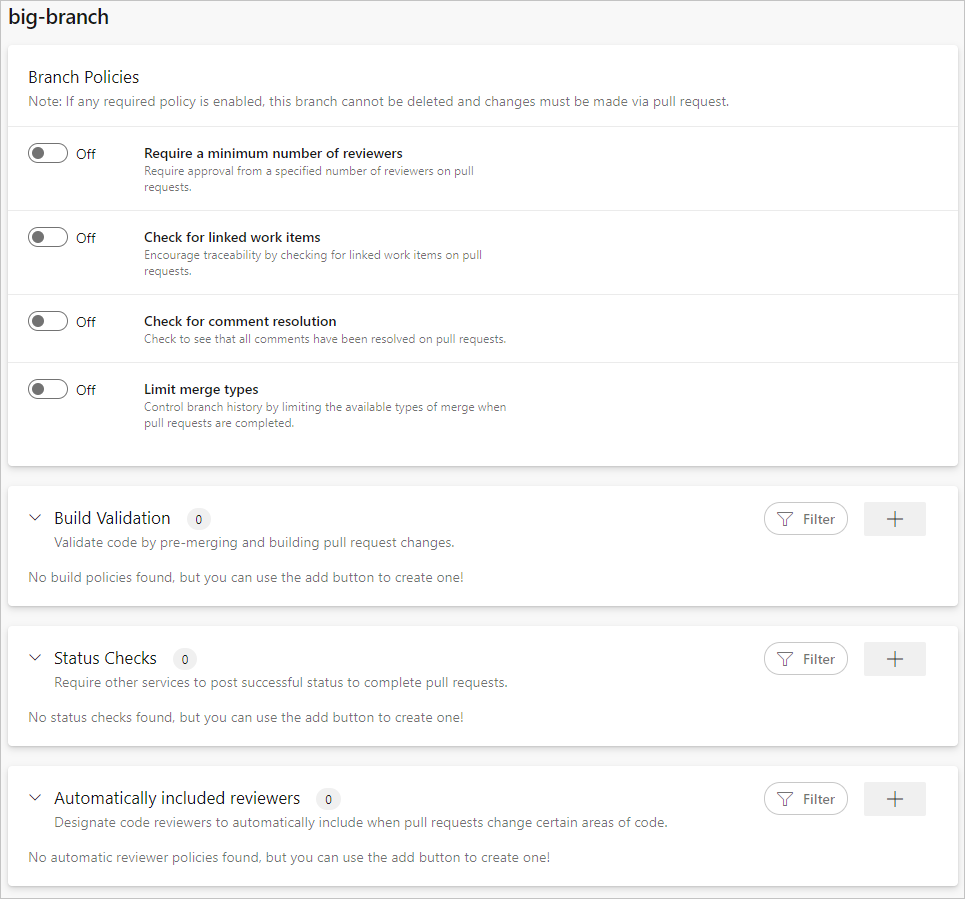 big-branch
Branch Policies
Note: If any required policy is enabled, this branch cannot be deleted and changes must be made via pull request.
Off
Require a minimum number of reviewers
Require approval from a specified number of reviewers on pull
requests.
Off
Check for linked work items
Encourage traceability by checking for linked work items on pull
requests.
Off
Check for comment resolution
Check to see that all comments have been resolved on pull requests.
Off
Limit merge types
Control branch history by limiting the available types of merge when
pull requests are completed.
Build Validation 0 Filter
Validate code by pre-merging and building pull request changes.
No build policies found, but you can use the add button to create one!
Status Checks 0 Filter
Require other services to post successful status to complete pull requests.
No status checks found, but you can use the add button to create one!
Automatically included reviewers 0 Filter
Designate code reviewers to automatically include when pull requests change certain areas of code.
No automatic reviewer policies found, but you can use the add button to create one!